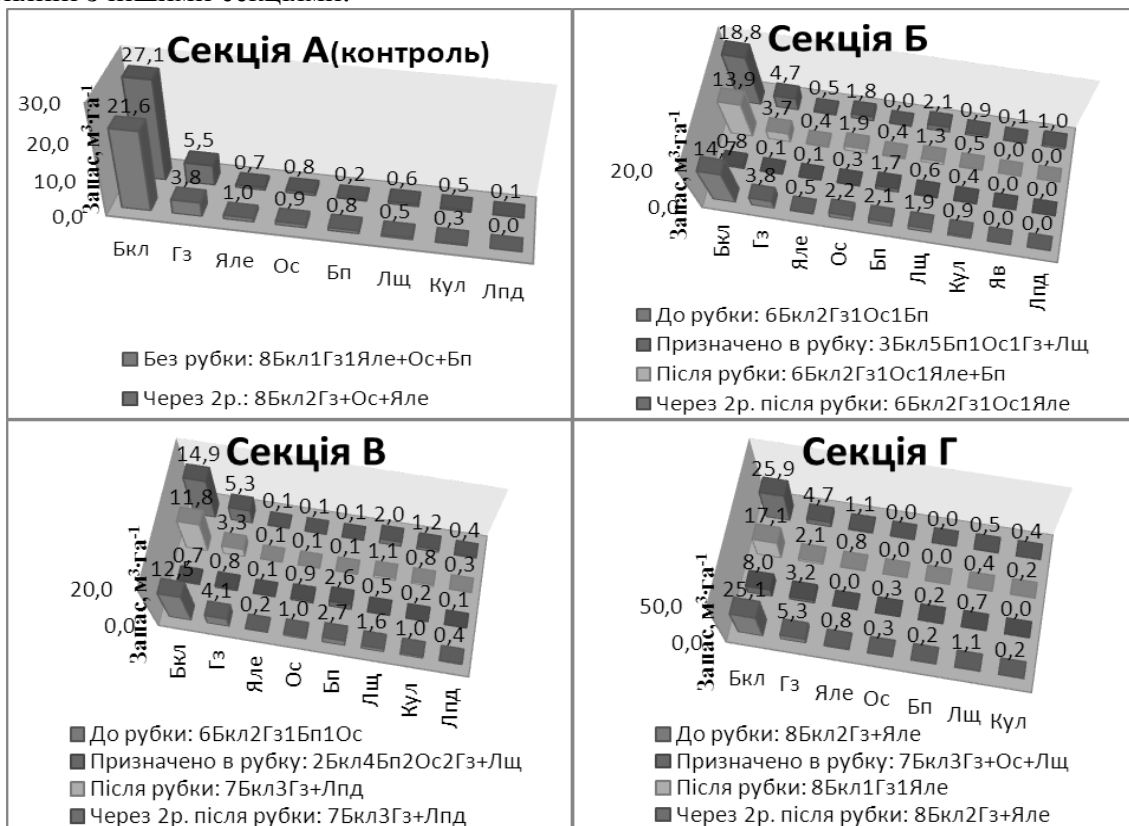 Секція А(контроль)
Запас, м³·га⁻¹
30,0
20,0
10,0
0,0
27,1 5,5 0,7 0,8 0,2 0,6 0,5 0,1
21,6 3,8 1,0 0,9 0,8 0,5 0,3 0,0
Бкл Гз Яле Ос Бп Лщ Кул Лпд
Без рубки: 8Бкл1Гз1Яле+Ос+Бп
Через 2р.: 8Бкл2Гз+Ос+Яле
Секція Б
Запас, м³·га⁻¹
20,0
0,0
18,8 4,7 0,5 1,8 0,0 2,1 0,9 0,1 1,0
13,9 3,7 0,4 1,9 0,4 1,3 0,5 0,0 0,0
0,8 0,1 0,1 0,3 1,7 0,6 0,4 0,0 0,0
14,7 3,8 0,5 2,2 2,1 1,9 0,9 0,0 0,0
Бкл Гз Яле Ос Бп Лщ Кул Яв Лпд
До рубки: 6Бкл2Гз1Ос1Бп
Призначено в рубку: 3Бкл5Бп1Ос1Гз+Лщ
Після рубки: 6Бкл2Гз1Ос1Яле+Бп
Через 2р. після рубки: 6Бкл2Гз1Ос1Яле
Секція В
Запас, м³·га⁻¹
20,0
0,0
14,9 5,3 0,1 0,1 0,1 2,0 1,2 0,4
11,8 3,3 0,1 0,1 0,1 1,1 0,8 0,3
0,7 0,8 0,1 0,9 2,6 0,5 0,2 0,1
12,5 4,1 0,2 1,0 2,7 1,6 1,0 0,4
Бкл Гз Яле Ос Бп Лщ Кул Лпд
До рубки: 6Бкл2Гз1Бп1Ос
Призначено в рубку: 2Бкл4Бп2Ос2Гз+Лщ
Після рубки: 7Бкл3Гз+Лпд
Через 2р. після рубки: 7Бкл3Гз+Лпд
Секція Г
Запас, м³·га⁻¹
50,0
0,0
25,9 4,7 1,1 0,0 0,0 0,5 0,4
17,1 2,1 0,8 0,0 0,0 0,4 0,2
8,0 3,2 0,0 0,3 0,2 0,7 0,0
25,1 5,3 0,8 0,3 0,2 1,1 0,2
Бкл Гз Яле Ос Бп Лщ Кул
До рубки: 8Бкл2Гз+Яле
Призначено в рубку: 7Бкл3Гз+Ос+Лщ
Після рубки: 8Бкл1Гз1Яле
Через 2р. після рубки: 8Бкл2Гз+Яле